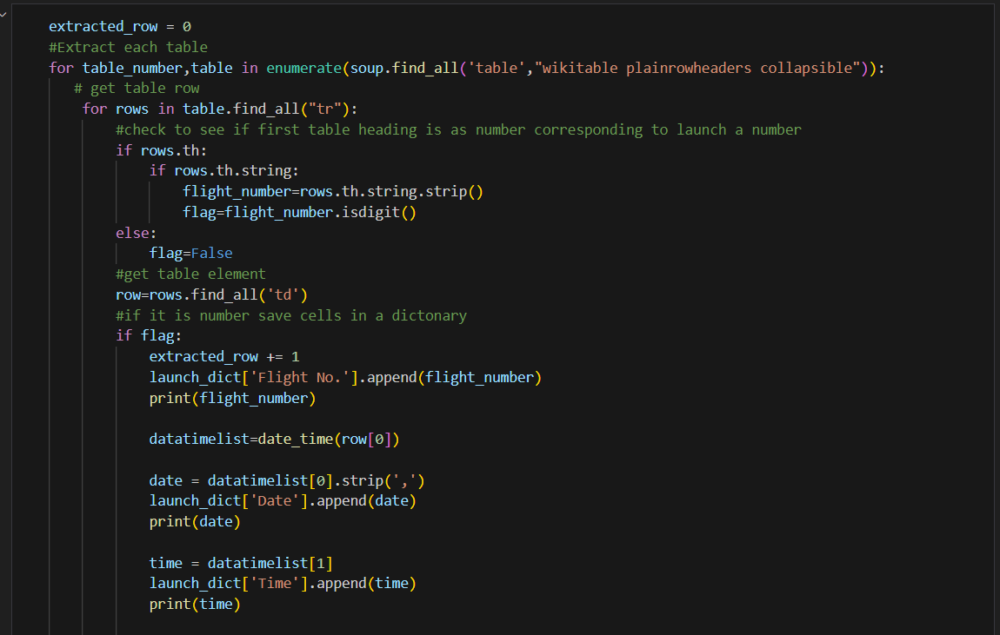 extracted_row = 0
#Extract each table
for table_number,table in enumerate(soup.find_all('table',"wikitable plainrowheaders collapsible")):
   # get table row
    for rows in table.find_all("tr"):
        #check to see if first table heading is as number corresponding to launch a number
        if rows.th:
            if rows.th.string:
                flight_number=rows.th.string.strip()
                flag=flight_number.isdigit()
        else:
            flag=False
        #get table element
        row=rows.find_all('td')
        #if it is number save cells in a dictonary
        if flag:
            extracted_row += 1
            launch_dict['Flight No.'].append(flight_number)
            print(flight_number)

            datatimelist=date_time(row[0])

            date = datatimelist[0].strip(',')
            launch_dict['Date'].append(date)
            print(date)

            time = datatimelist[1]
            launch_dict['Time'].append(time)
            print(time)